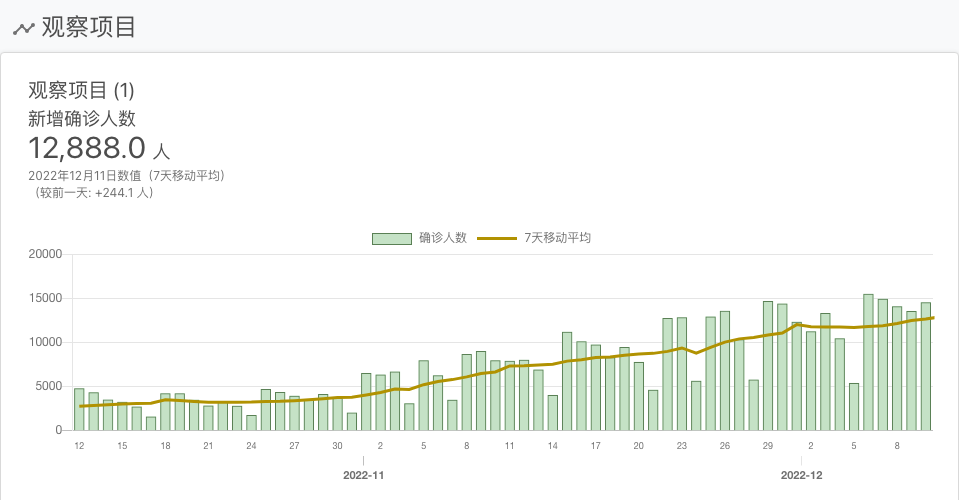 观察项目
观察项目 (1)
新增确诊人数
12,888.0 人
2022年12月11日数值（7天移动平均）
（较前一天: +244.1 人）
确诊人数 7天移动平均
20000
15000
10000
5000
0
12 15 18 21 24 27 30 2 5 8 11 14 17 20 23 26 29 2 5 8
2022-11 2022-12